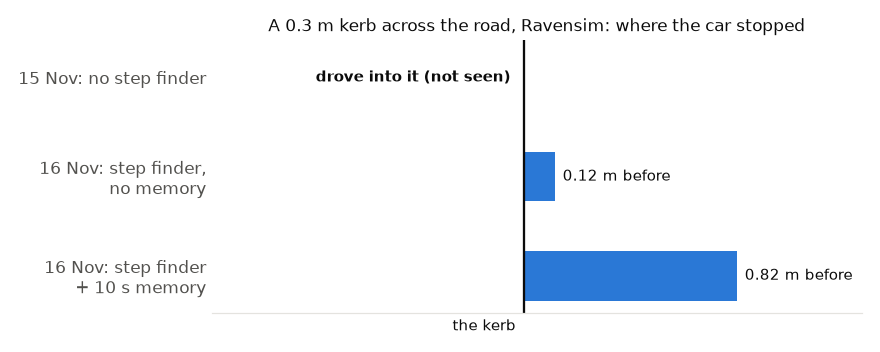 A 0.3 m kerb across the road, Ravensim: where the car stopped
15 Nov: no step finder
drove into it (not seen)
16 Nov: step finder,
no memory
0.12 m before
16 Nov: step finder
+ 10 s memory
0.82 m before
the kerb